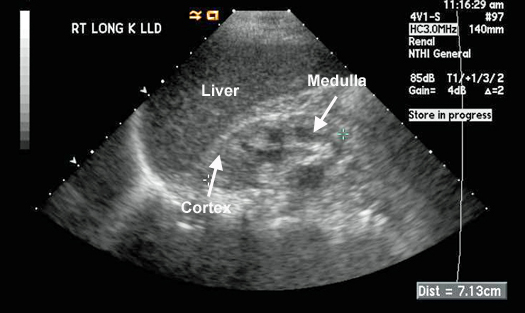 11:16:29 am
4V1-S #97
HC3.0MHz 140mm
Renal
NTHI General
85dB T1/+1/3/2
Gain= 4dB Δ=2
Store in progress
RT LONG K LLD
Liver
Medulla
Cortex
Dist = 7.13cm